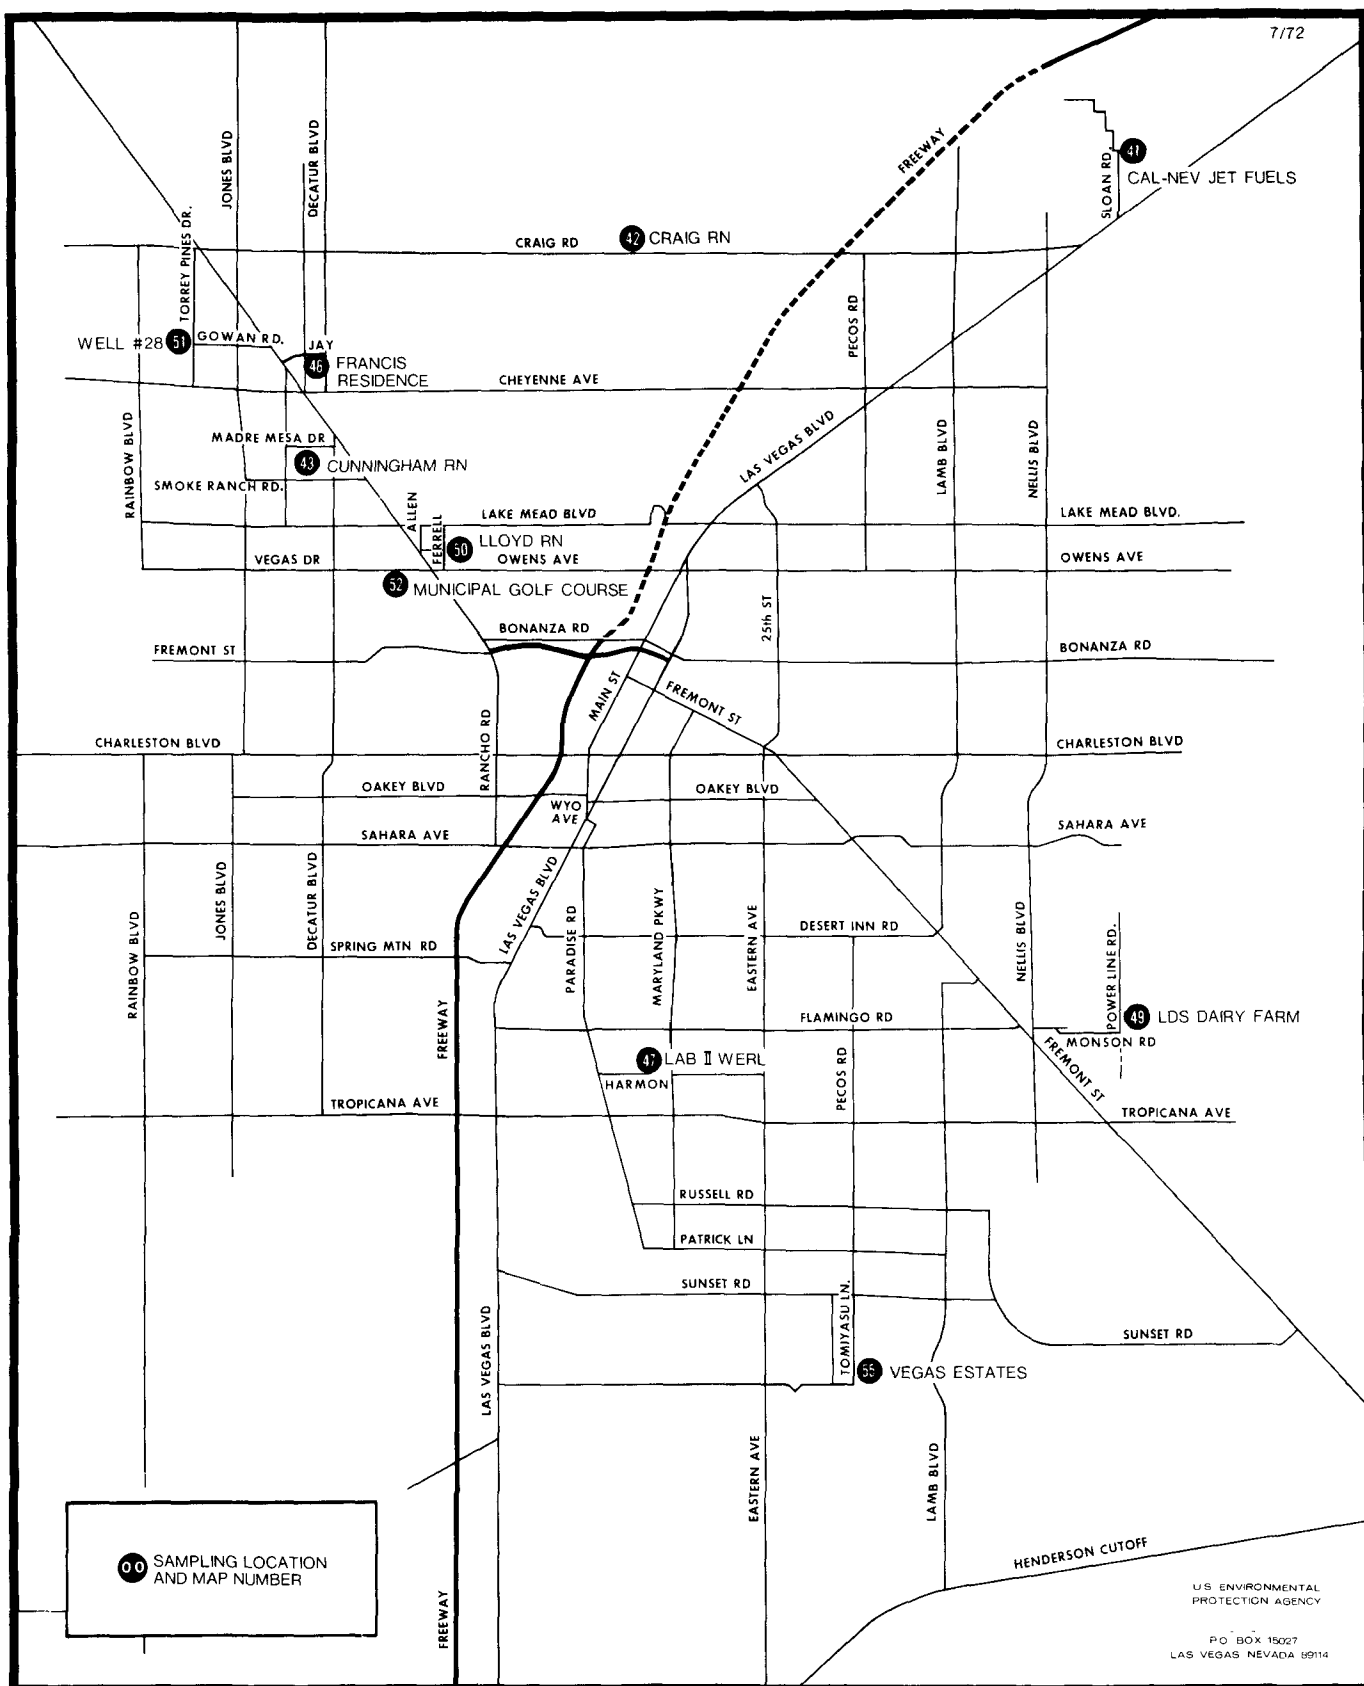 7/72
JONES BLVD
DECATUR BLVD
FREEWAY
SLOAN RD.
41
CAL-NEV JET FUELS
TORREY PINES DR.
CRAIG RD
42 CRAIG RN
PECOS RD
WELL #28 51 GOWAN RD.
JAY
46 FRANCIS
RESIDENCE
CHEYENNE AVE
RAINBOW BLVD
MADRE MESA DR
43 CUNNINGHAM RN
SMOKE RANCH RD.
LAS VEGAS BLVD
LAMB BLVD
NELLIS BLVD
ALLEN
FERRELL
LAKE MEAD BLVD
LAKE MEAD BLVD.
50 LLOYD RN
VEGAS DR
OWENS AVE
OWENS AVE
52 MUNICIPAL GOLF COURSE
25th ST
BONANZA RD
FREMONT ST
BONANZA RD
MAIN ST
FREMONT ST
RANCHO RD
CHARLESTON BLVD
CHARLESTON BLVD
OAKEY BLVD
WYO
AVE
OAKEY BLVD
SAHARA AVE
SAHARA AVE
RAINBOW BLVD
JONES BLVD
DECATUR BLVD
LAS VEGAS BLVD
PARADISE RD
MARYLAND PKWY
EASTERN AVE
DESERT INN RD
NELLIS BLVD
POWER LINE RD.
SPRING MTN RD
FREEWAY
FLAMINGO RD
49 LDS DAIRY FARM
MONSON RD
FREMONT ST
47 LAB II WERL
HARMON
PECOS RD
TROPICANA AVE
TROPICANA AVE
RUSSELL RD
PATRICK LN
SUNSET RD
TOMIYASU LN.
SUNSET RD
LAS VEGAS BLVD
55 VEGAS ESTATES
EASTERN AVE
LAMB BLVD
HENDERSON CUTOFF
00 SAMPLING LOCATION
AND MAP NUMBER
FREEWAY
U.S. ENVIRONMENTAL
PROTECTION AGENCY
P.O. BOX 15027
LAS VEGAS NEVADA 89114